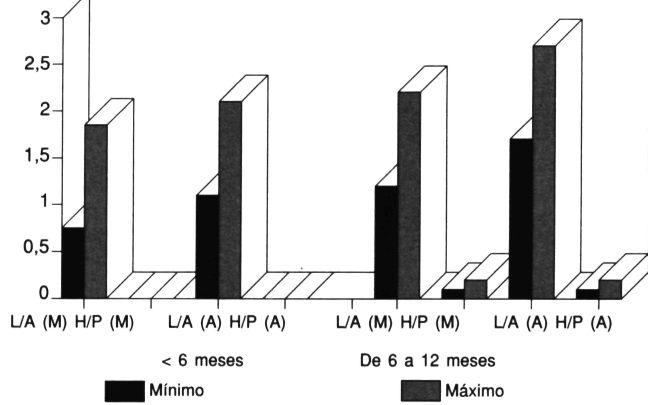 3
2,5
2
1,5
1
0,5
0
L/A (M) H/P (M) L/A (A) H/P (A) L/A (M) H/P (M) L/A (A) H/P (A)
< 6 meses De 6 a 12 meses
Mínimo Máximo